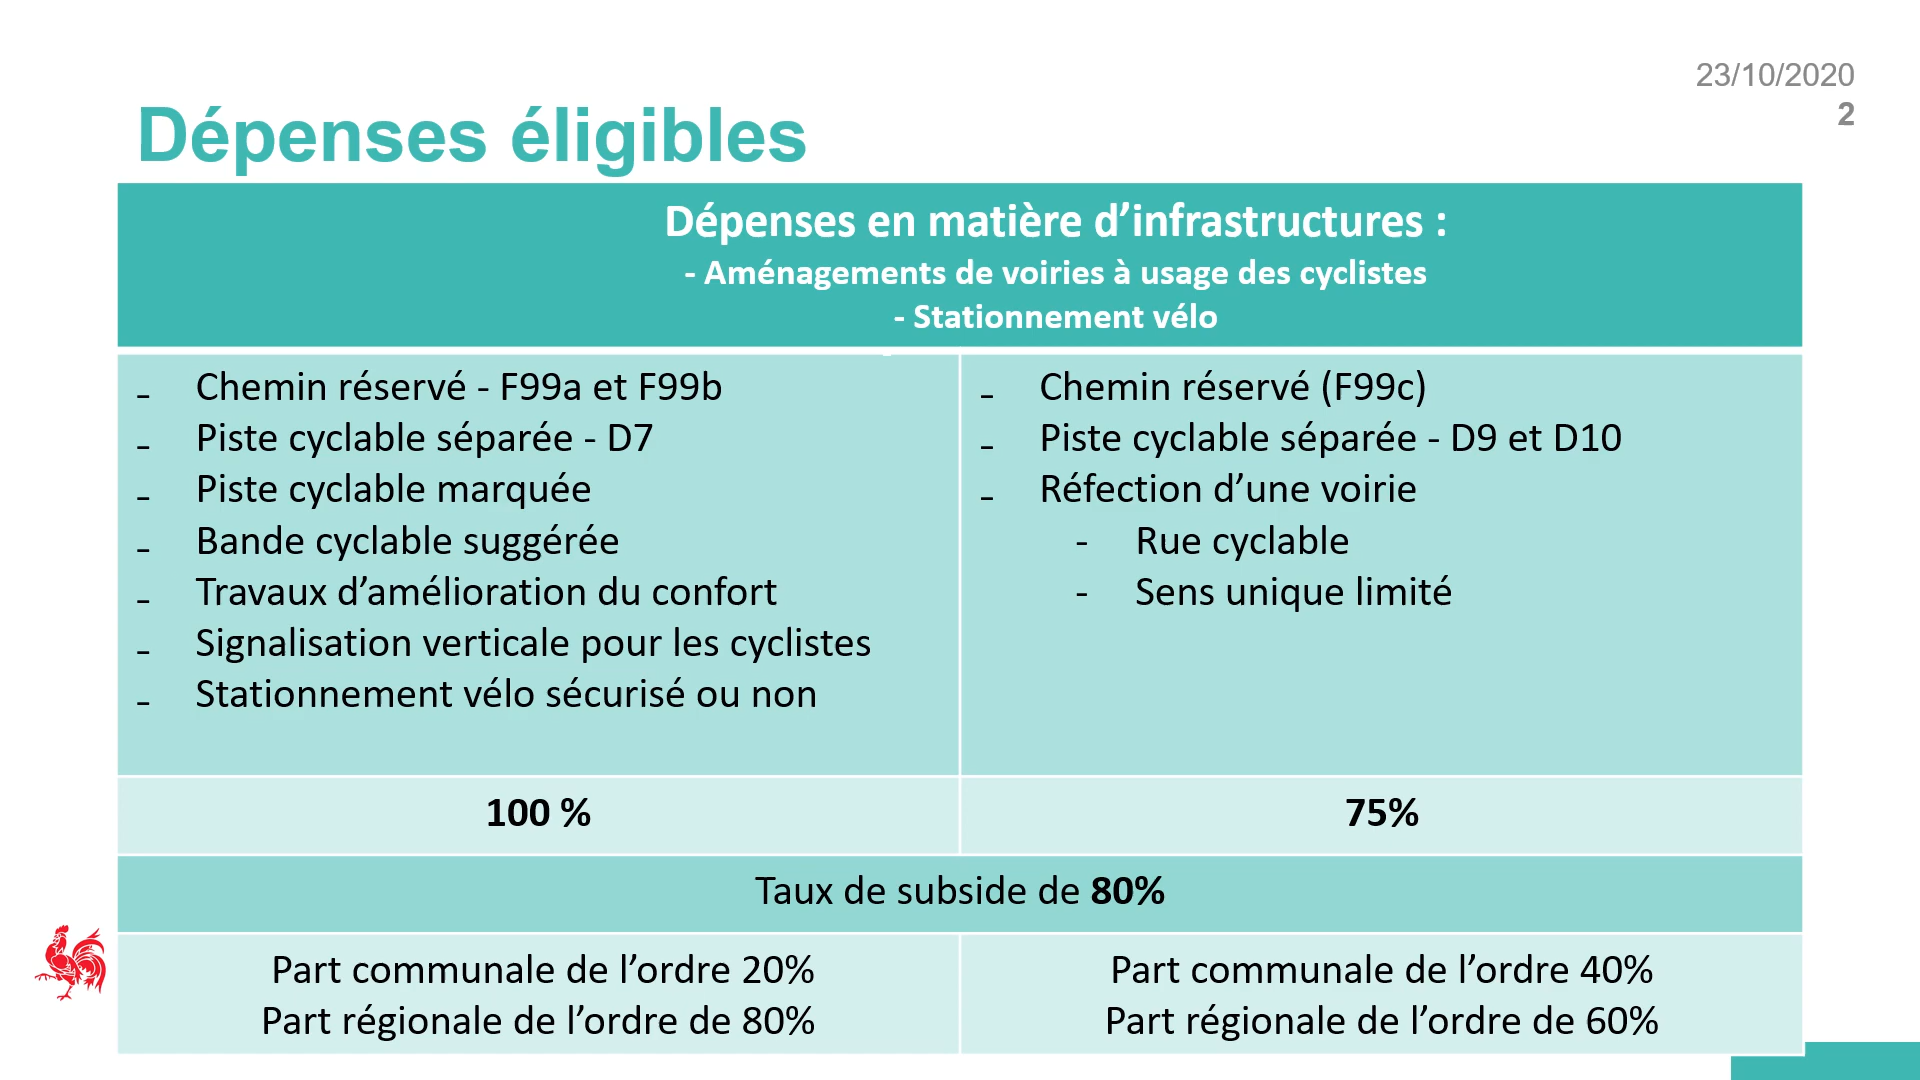 23/10/2020
2
Dépenses éligibles
Dépenses en matière d’infrastructures :
- Aménagements de voiries à usage des cyclistes
- Stationnement vélo
- Chemin réservé - F99a et F99b
- Piste cyclable séparée - D7
- Piste cyclable marquée
- Bande cyclable suggérée
- Travaux d’amélioration du confort
- Signalisation verticale pour les cyclistes
- Stationnement vélo sécurisé ou non
- Chemin réservé (F99c)
- Piste cyclable séparée - D9 et D10
- Réfection d’une voirie
- Rue cyclable
- Sens unique limité
100 %
75%
Taux de subside de 80%
Part communale de l’ordre 20%
Part régionale de l’ordre de 80%
Part communale de l’ordre 40%
Part régionale de l’ordre de 60%